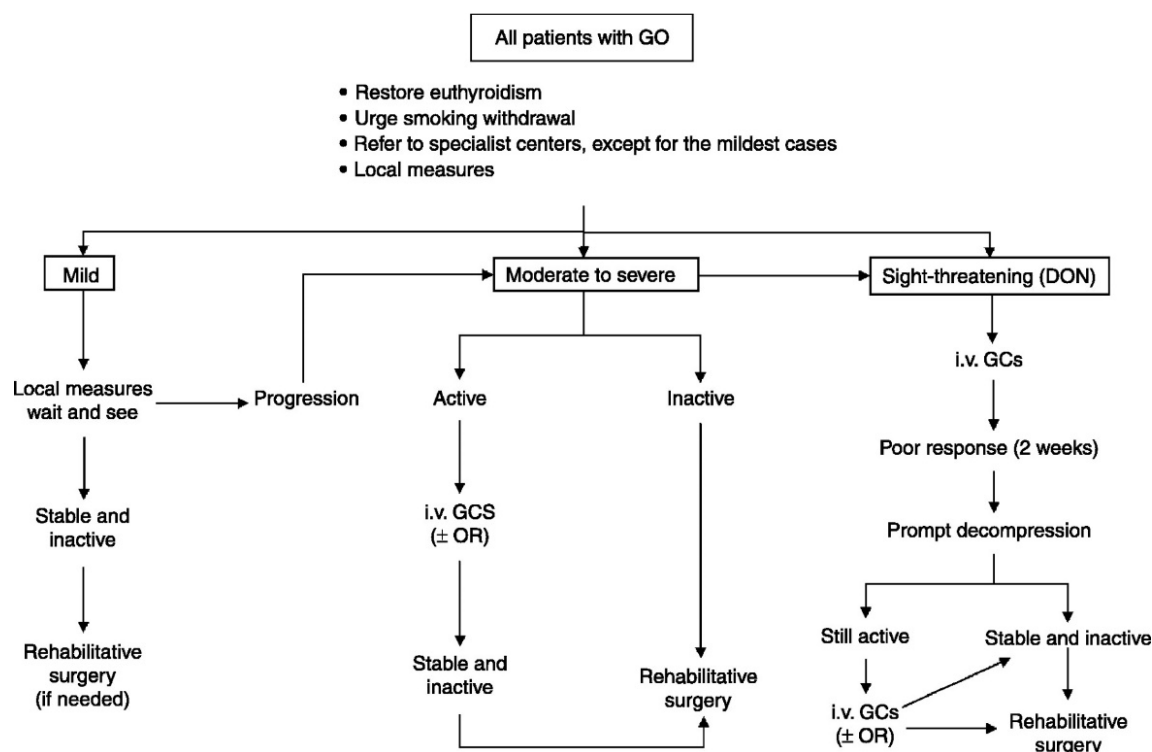 All patients with GO
• Restore euthyroidism
• Urge smoking withdrawal
• Refer to specialist centers, except for the mildest cases
• Local measures
Mild
Moderate to severe
Sight-threatening (DON)
Local measures
wait and see
Progression
Active
Inactive
i.v. GCs
Poor response (2 weeks)
Stable and
inactive
i.v. GCS
(± OR)
Prompt decompression
Rehabilitative
surgery
(if needed)
Stable and
inactive
Rehabilitative
surgery
Still active
Stable and inactive
i.v. GCs
(± OR)
Rehabilitative
surgery